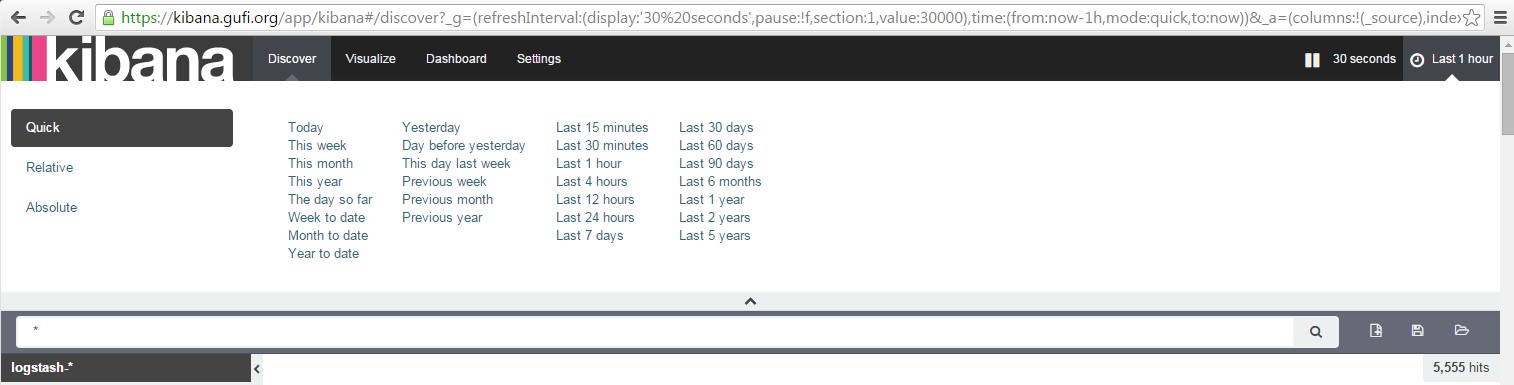 https://kibana.gufi.org/app/kibana#/discover?_g=(refreshInterval:(display:'30%20seconds',pause:!f,section:1,value:30000),time:(from:now-1h,mode:quick,to:now))&_a=(columns:!(_source),index
kibana Discover Visualize Dashboard Settings 30 seconds Last 1 hour
Quick
Relative
Absolute
Today
This week
This month
This year
The day so far
Week to date
Month to date
Year to date
Yesterday
Day before yesterday
This day last week
Previous week
Previous month
Previous year
Last 15 minutes
Last 30 minutes
Last 1 hour
Last 4 hours
Last 12 hours
Last 24 hours
Last 7 days
Last 30 days
Last 60 days
Last 90 days
Last 6 months
Last 1 year
Last 2 years
Last 5 years
*
logstash-* 5,555 hits